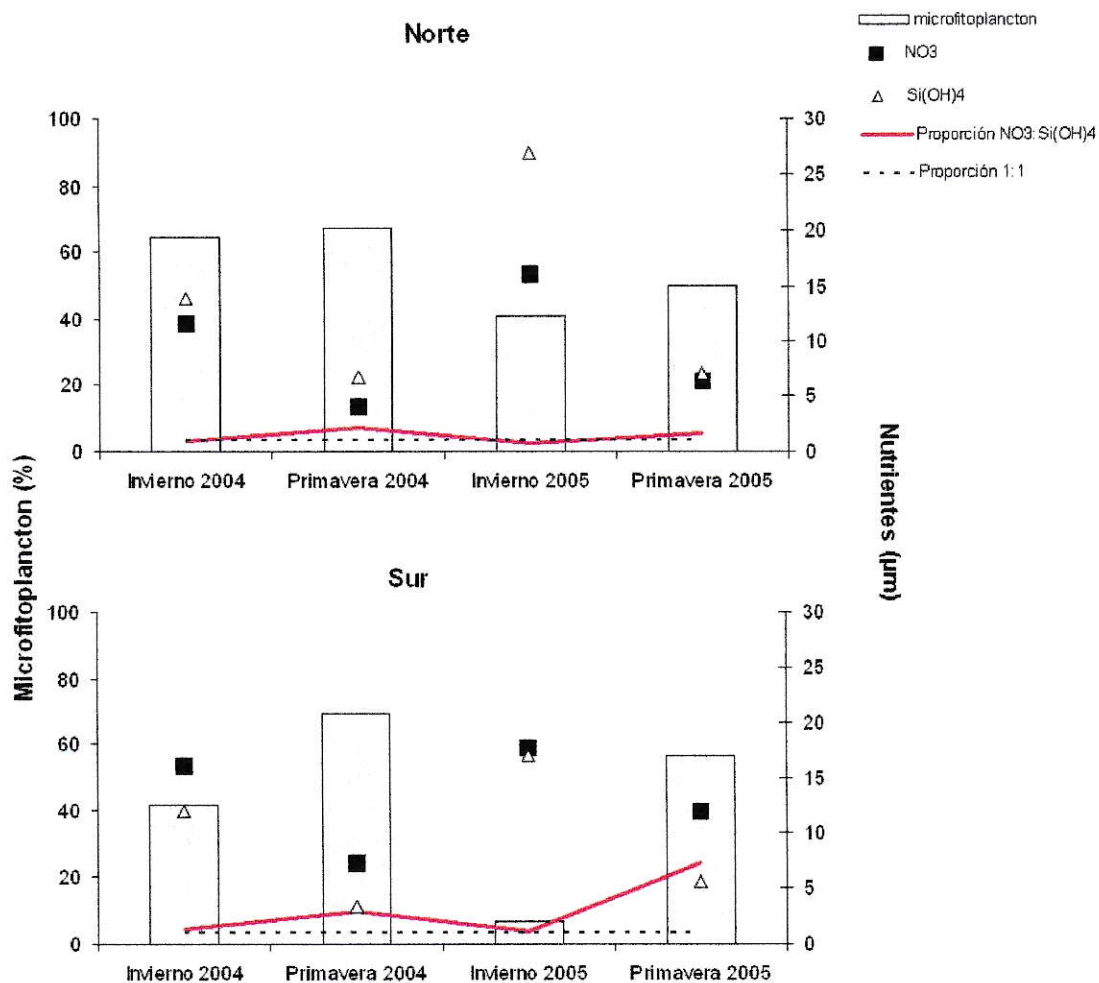 microfitoplancton
NO3
Si(OH)4
Proporción NO3:Si(OH)4
Proporción 1:1
Norte
100
80
60
40
20
0
30
25
20
15
10
5
0
Invierno 2004
Primavera 2004
Invierno 2005
Primavera 2005
Microfitoplancton (%)
Nutrientes (µm)
Sur
100
80
60
40
20
0
30
25
20
15
10
5
0
Invierno 2004
Primavera 2004
Invierno 2005
Primavera 2005